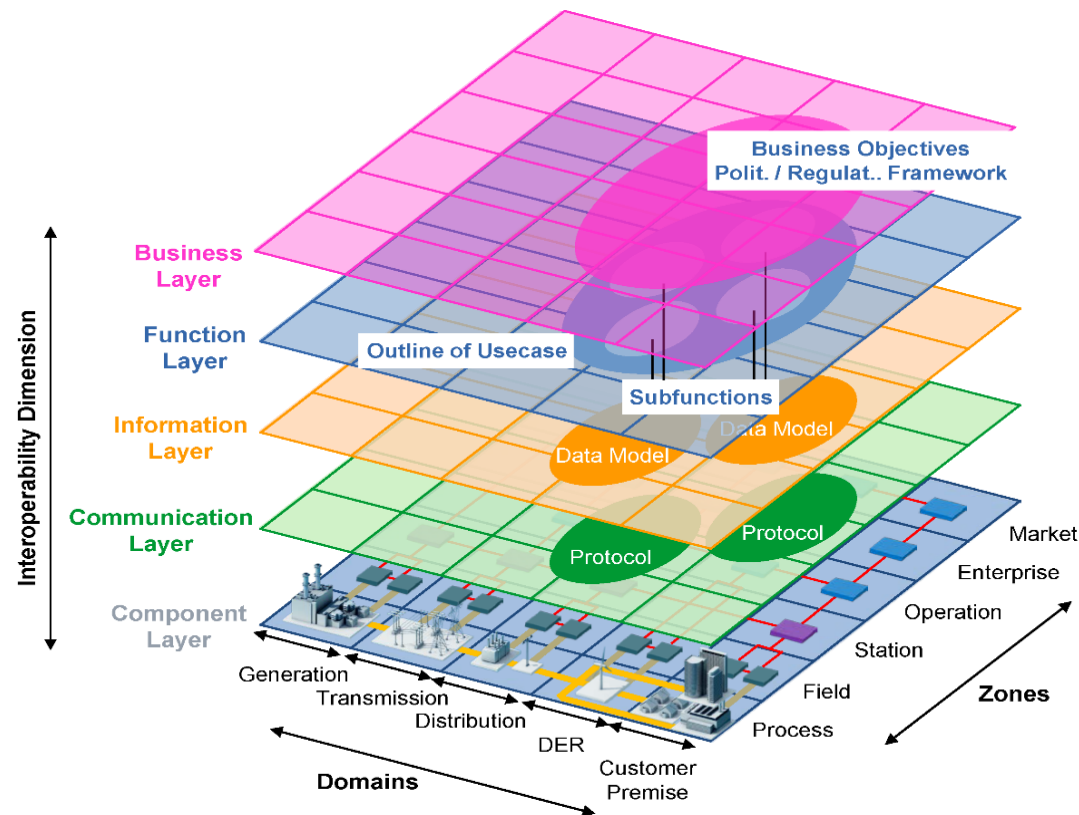 Business Objectives
Polit. / Regulat.. Framework
Business
Layer
Function
Layer
Outline of Usecase
Subfunctions
Information
Layer
Data Model
Data Model
Communication
Layer
Protocol
Protocol
Component
Layer
Interoperability Dimension
Generation
Transmission
Distribution
DER
Customer
Premise
Domains
Market
Enterprise
Operation
Station
Field
Process
Zones